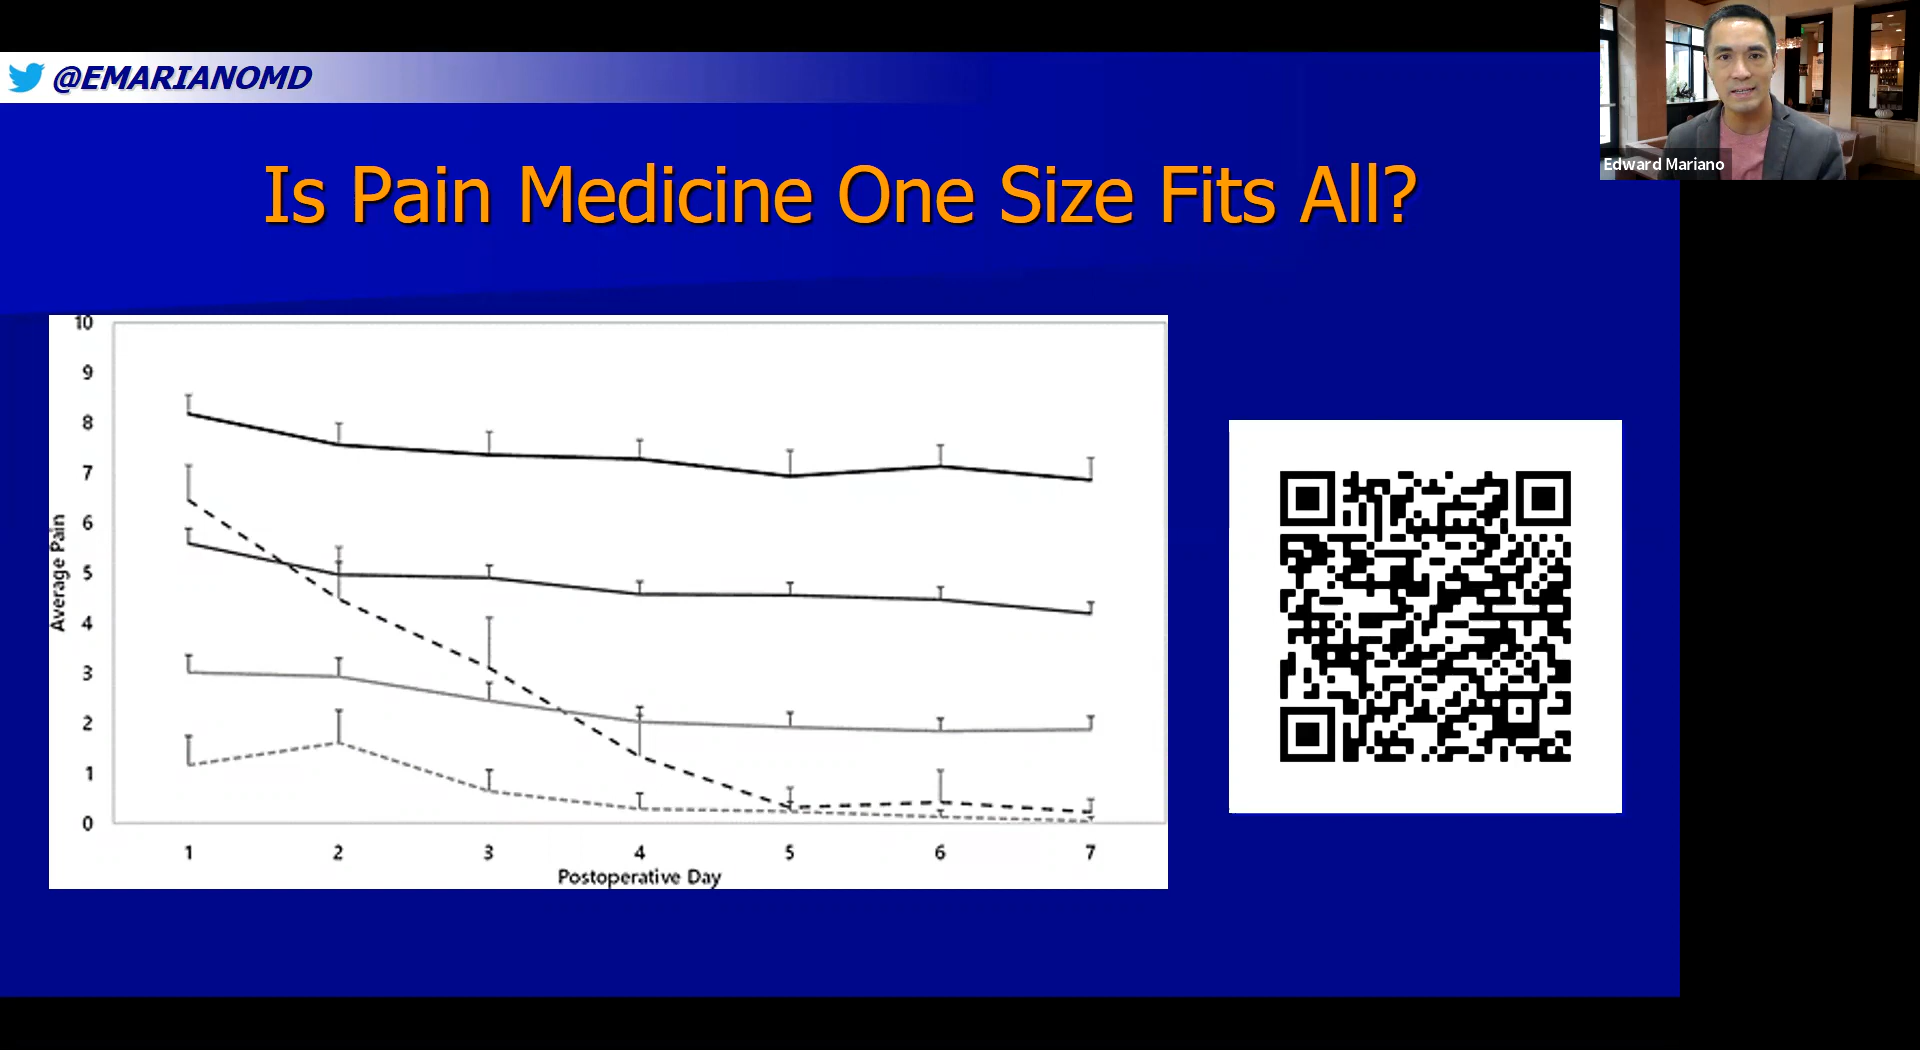 @EMARIANOMD
Edward Mariano
Is Pain Medicine One Size Fits All?
10
9
8
7
6
5
4
3
2
1
0
Average Pain
1 2 3 4 5 6 7
Postoperative Day